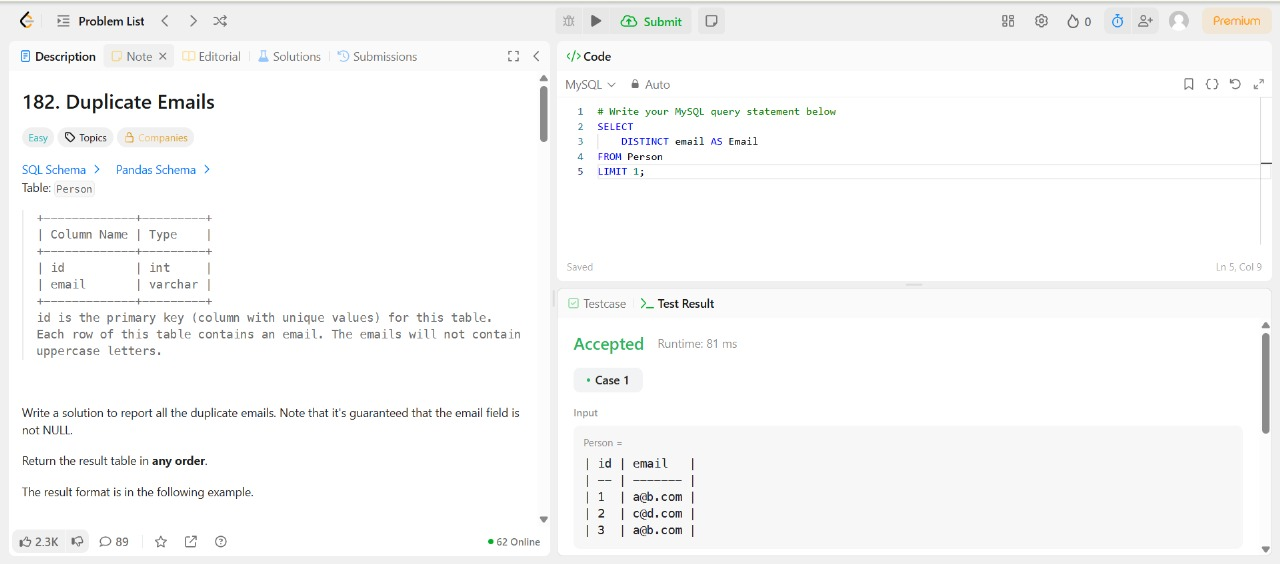 Problem List
Submit
0
Premium
Description
Note
Editorial
Solutions
Submissions
182. Duplicate Emails
Easy
Topics
Companies
SQL Schema
Pandas Schema
Table: Person
+-------------+---------+
| Column Name | Type    |
+-------------+---------+
| id          | int     |
| email       | varchar |
+-------------+---------+
id is the primary key (column with unique values) for this table.
Each row of this table contains an email. The emails will not contain
uppercase letters.
Write a solution to report all the duplicate emails. Note that it's guaranteed that the email field is
not NULL.
Return the result table in any order.
The result format is in the following example.
2.3K
89
62 Online
</> Code
MySQL
Auto
1 # Write your MySQL query statement below
2 SELECT
3     DISTINCT email AS Email
4 FROM Person
5 LIMIT 1;
Saved
Ln 5, Col 9
Testcase
Test Result
Accepted
Runtime: 81 ms
Case 1
Input
Person =
| id | email   |
| -- | ------- |
| 1  | a@b.com |
| 2  | c@d.com |
| 3  | a@b.com |